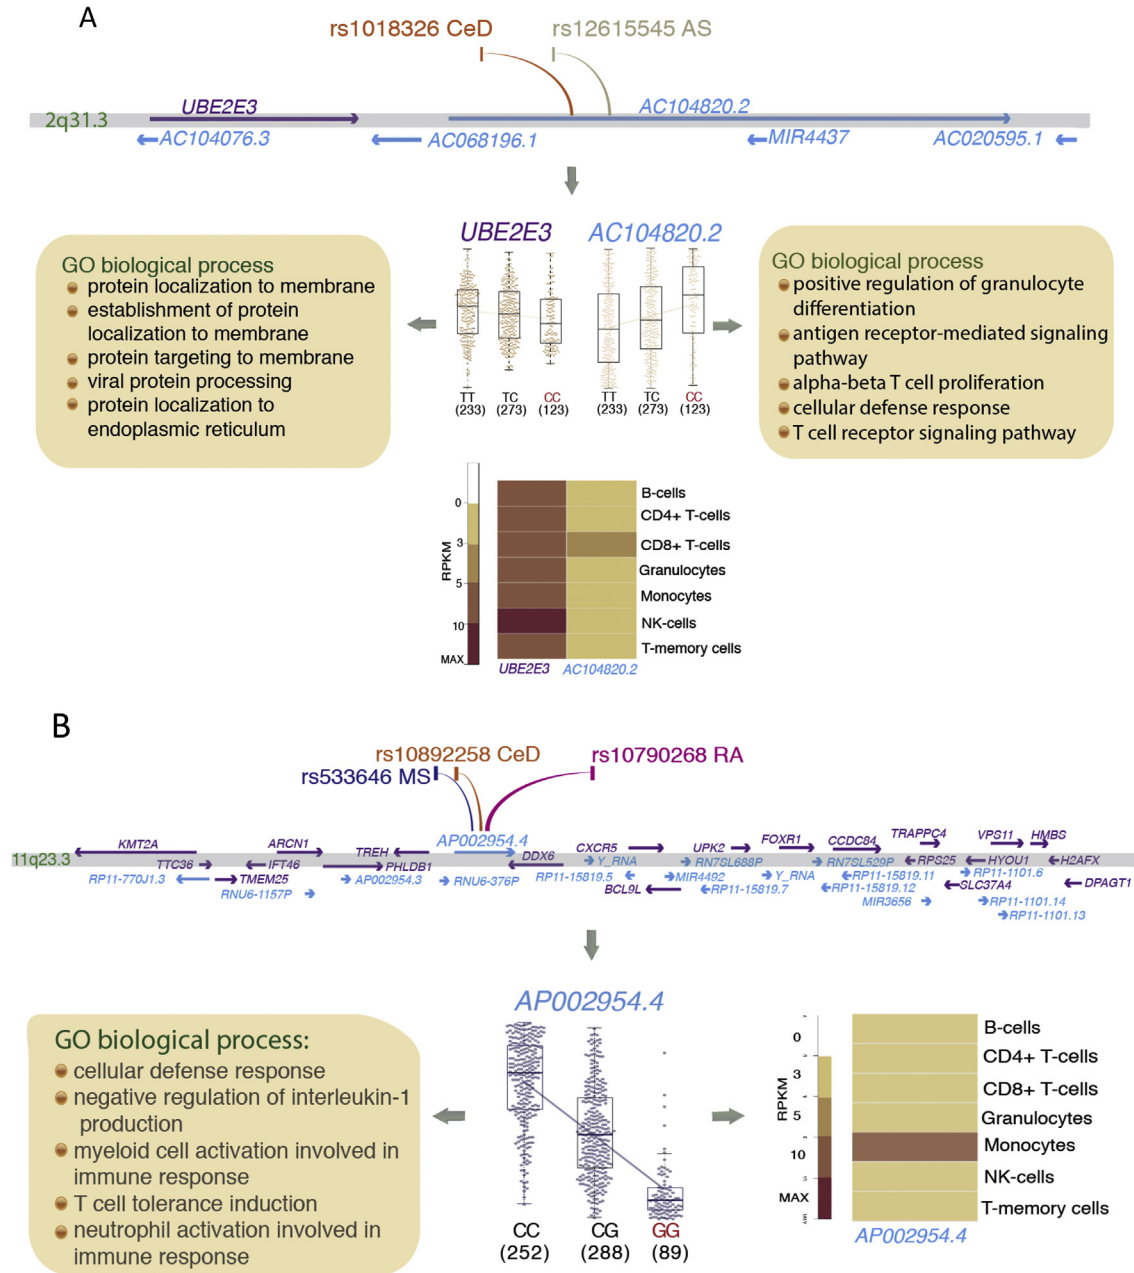 A
rs1018326 CeD
rs12615545 AS
UBE2E3
AC104820.2
2q31.3
AC104076.3
AC068196.1
MIR4437
AC020595.1
UBE2E3
AC104820.2
GO biological process
protein localization to membrane
establishment of protein
localization to membrane
protein targeting to membrane
viral protein processing
protein localization to
endoplasmic reticulum
TT
TC
CC
TT
TC
CC
(233)
(273)
(123)
(233)
(273)
(123)
GO biological process
positive regulation of granulocyte
differentiation
antigen receptor-mediated signaling
pathway
alpha-beta T cell proliferation
cellular defense response
T cell receptor signaling pathway
RPKM
0
3
5
10
MAX
B-cells
CD4+ T-cells
CD8+ T-cells
Granulocytes
Monocytes
NK-cells
T-memory cells
UBE2E3
AC104820.2
B
rs10892258 CeD
rs10790268 RA
rs533646 MS
KMT2A
ARCN1
TREH
AP002954.4
CXCR5
UPK2
FOXR1
CCDC84
TRAPPC4
VPS11
HMBS
11q23.3
TTC36
IFT46
PHLDB1
DDX6
Y_RNA
RN7SL688P
RN7SL529P
RPS25
HYOU1
H2AFX
RP11-770J1.3
TMEM25
AP002954.3
RNU6-376P
RP11-15819.5
MIR4492
Y_RNA
RP11-15819.11
RP11-1101.6
RNU6-1157P
BCL9L
RP11-15819.7
RP11-15819.12
SLC37A4
DPAGT1
MIR3656
RP11-1101.14
RP11-1101.13
AP002954.4
GO biological process:
cellular defense response
negative regulation of interleukin-1
production
myeloid cell activation involved in
immune response
T cell tolerance induction
neutrophil activation involved in
immune response
CC
CG
GG
(252)
(288)
(89)
RPKM
0
3
5
10
MAX
B-cells
CD4+ T-cells
CD8+ T-cells
Granulocytes
Monocytes
NK-cells
T-memory cells
AP002954.4